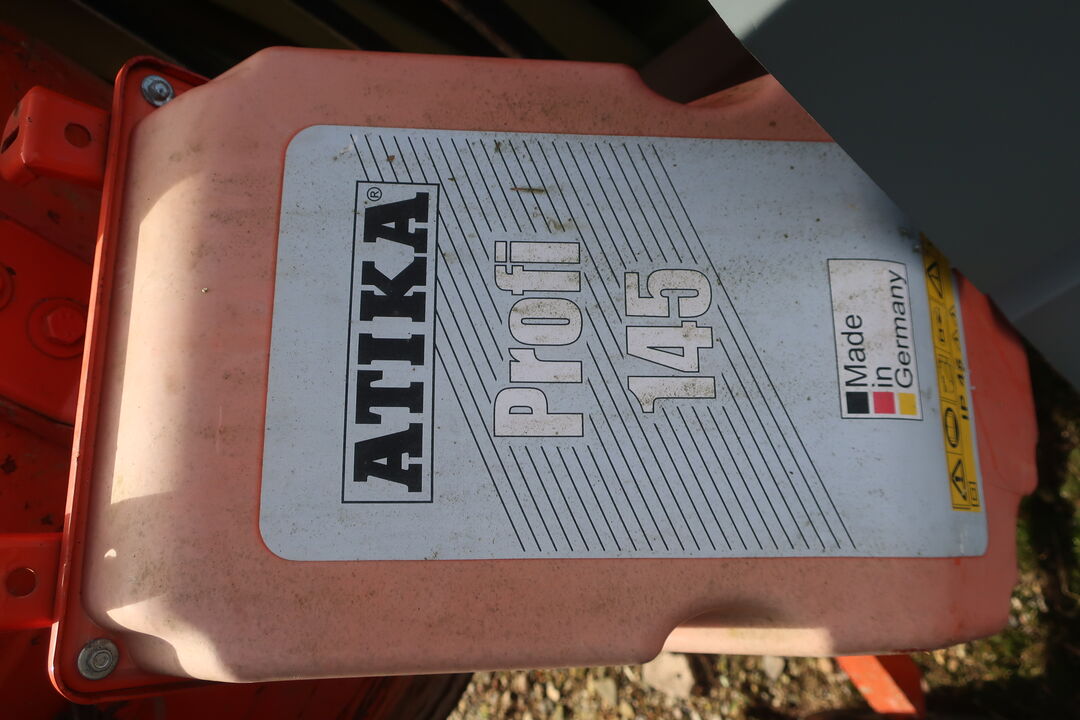 ATIKA®
Profi
145
Made
in
Germany